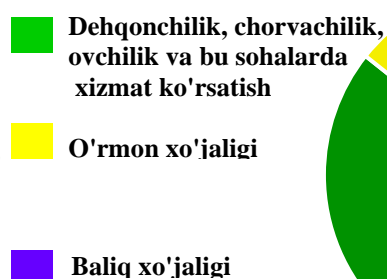 Dehqonchilik, chorvachilik,
ovchilik va bu sohalarda
xizmat ko'rsatish
O'rmon xo'jaligi
Baliq xo'jaligi